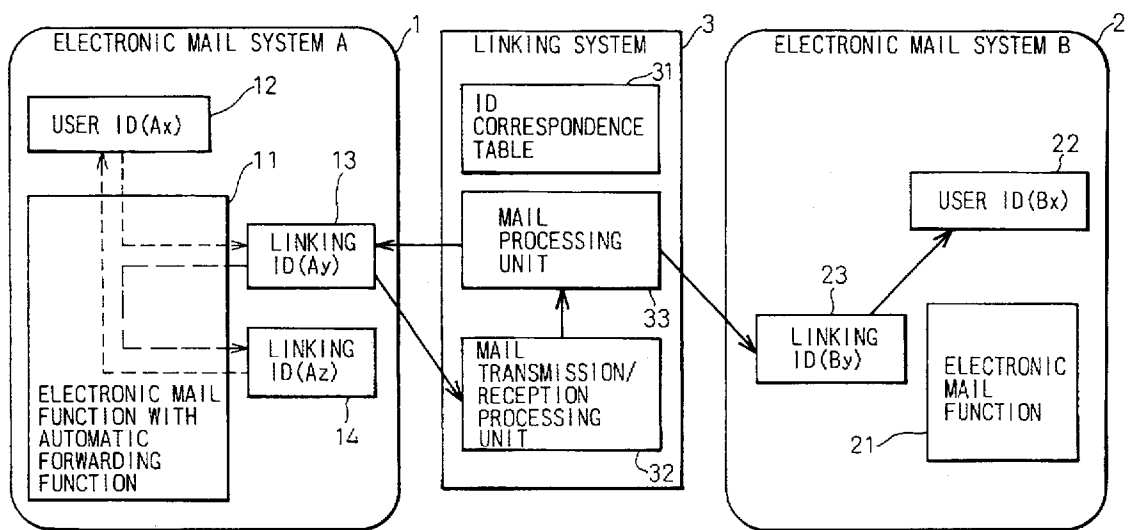 ELECTRONIC MAIL SYSTEM A
1
12
USER ID(Ax)
11
13
LINKING
ID(Ay)
LINKING
ID(Az)
14
ELECTRONIC MAIL
FUNCTION WITH
AUTOMATIC
FORWARDING
FUNCTION
LINKING SYSTEM
3
31
ID
CORRESPONDENCE
TABLE
MAIL
PROCESSING
UNIT
33
MAIL
TRANSMISSION/
RECEPTION
PROCESSING
UNIT
32
ELECTRONIC MAIL SYSTEM B
2
22
USER ID(Bx)
23
LINKING
ID(By)
ELECTRONIC
MAIL
FUNCTION
21